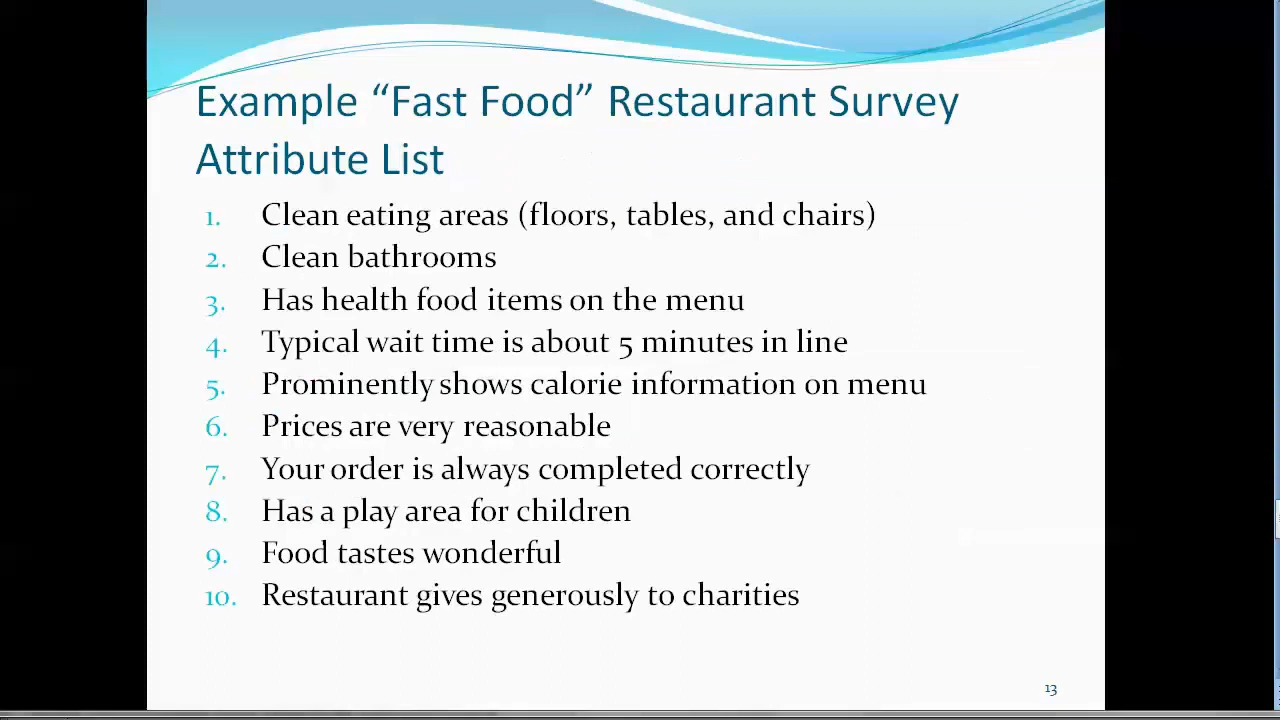 Example “Fast Food” Restaurant Survey
Attribute List
1. Clean eating areas (floors, tables, and chairs)
2. Clean bathrooms
3. Has health food items on the menu
4. Typical wait time is about 5 minutes in line
5. Prominently shows calorie information on menu
6. Prices are very reasonable
7. Your order is always completed correctly
8. Has a play area for children
9. Food tastes wonderful
10. Restaurant gives generously to charities
13